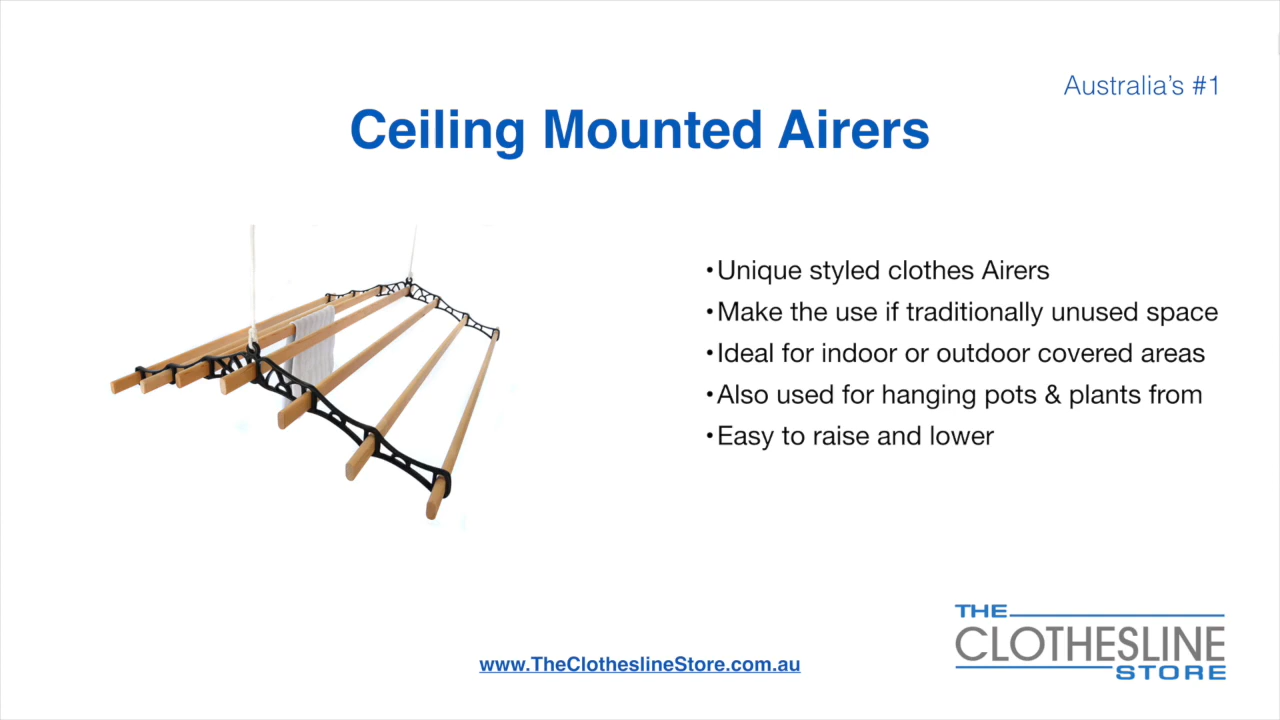 Australia's #1
Ceiling Mounted Airers
•Unique styled clothes Airers
•Make the use if traditionally unused space
•Ideal for indoor or outdoor covered areas
•Also used for hanging pots & plants from
•Easy to raise and lower
www.TheClotheslineStore.com.au
THE
CLOTHESLINE
STORE